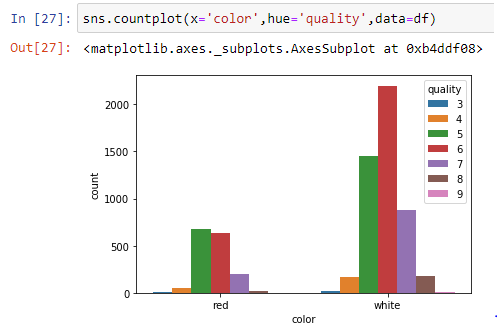 In [27]: sns.countplot(x='color',hue='quality',data=df)
Out[27]: <matplotlib.axes._subplots.AxesSubplot at 0xb4ddf08>
quality
3
4
5
6
7
8
9
2000
1500
1000
500
0
count
red white
color